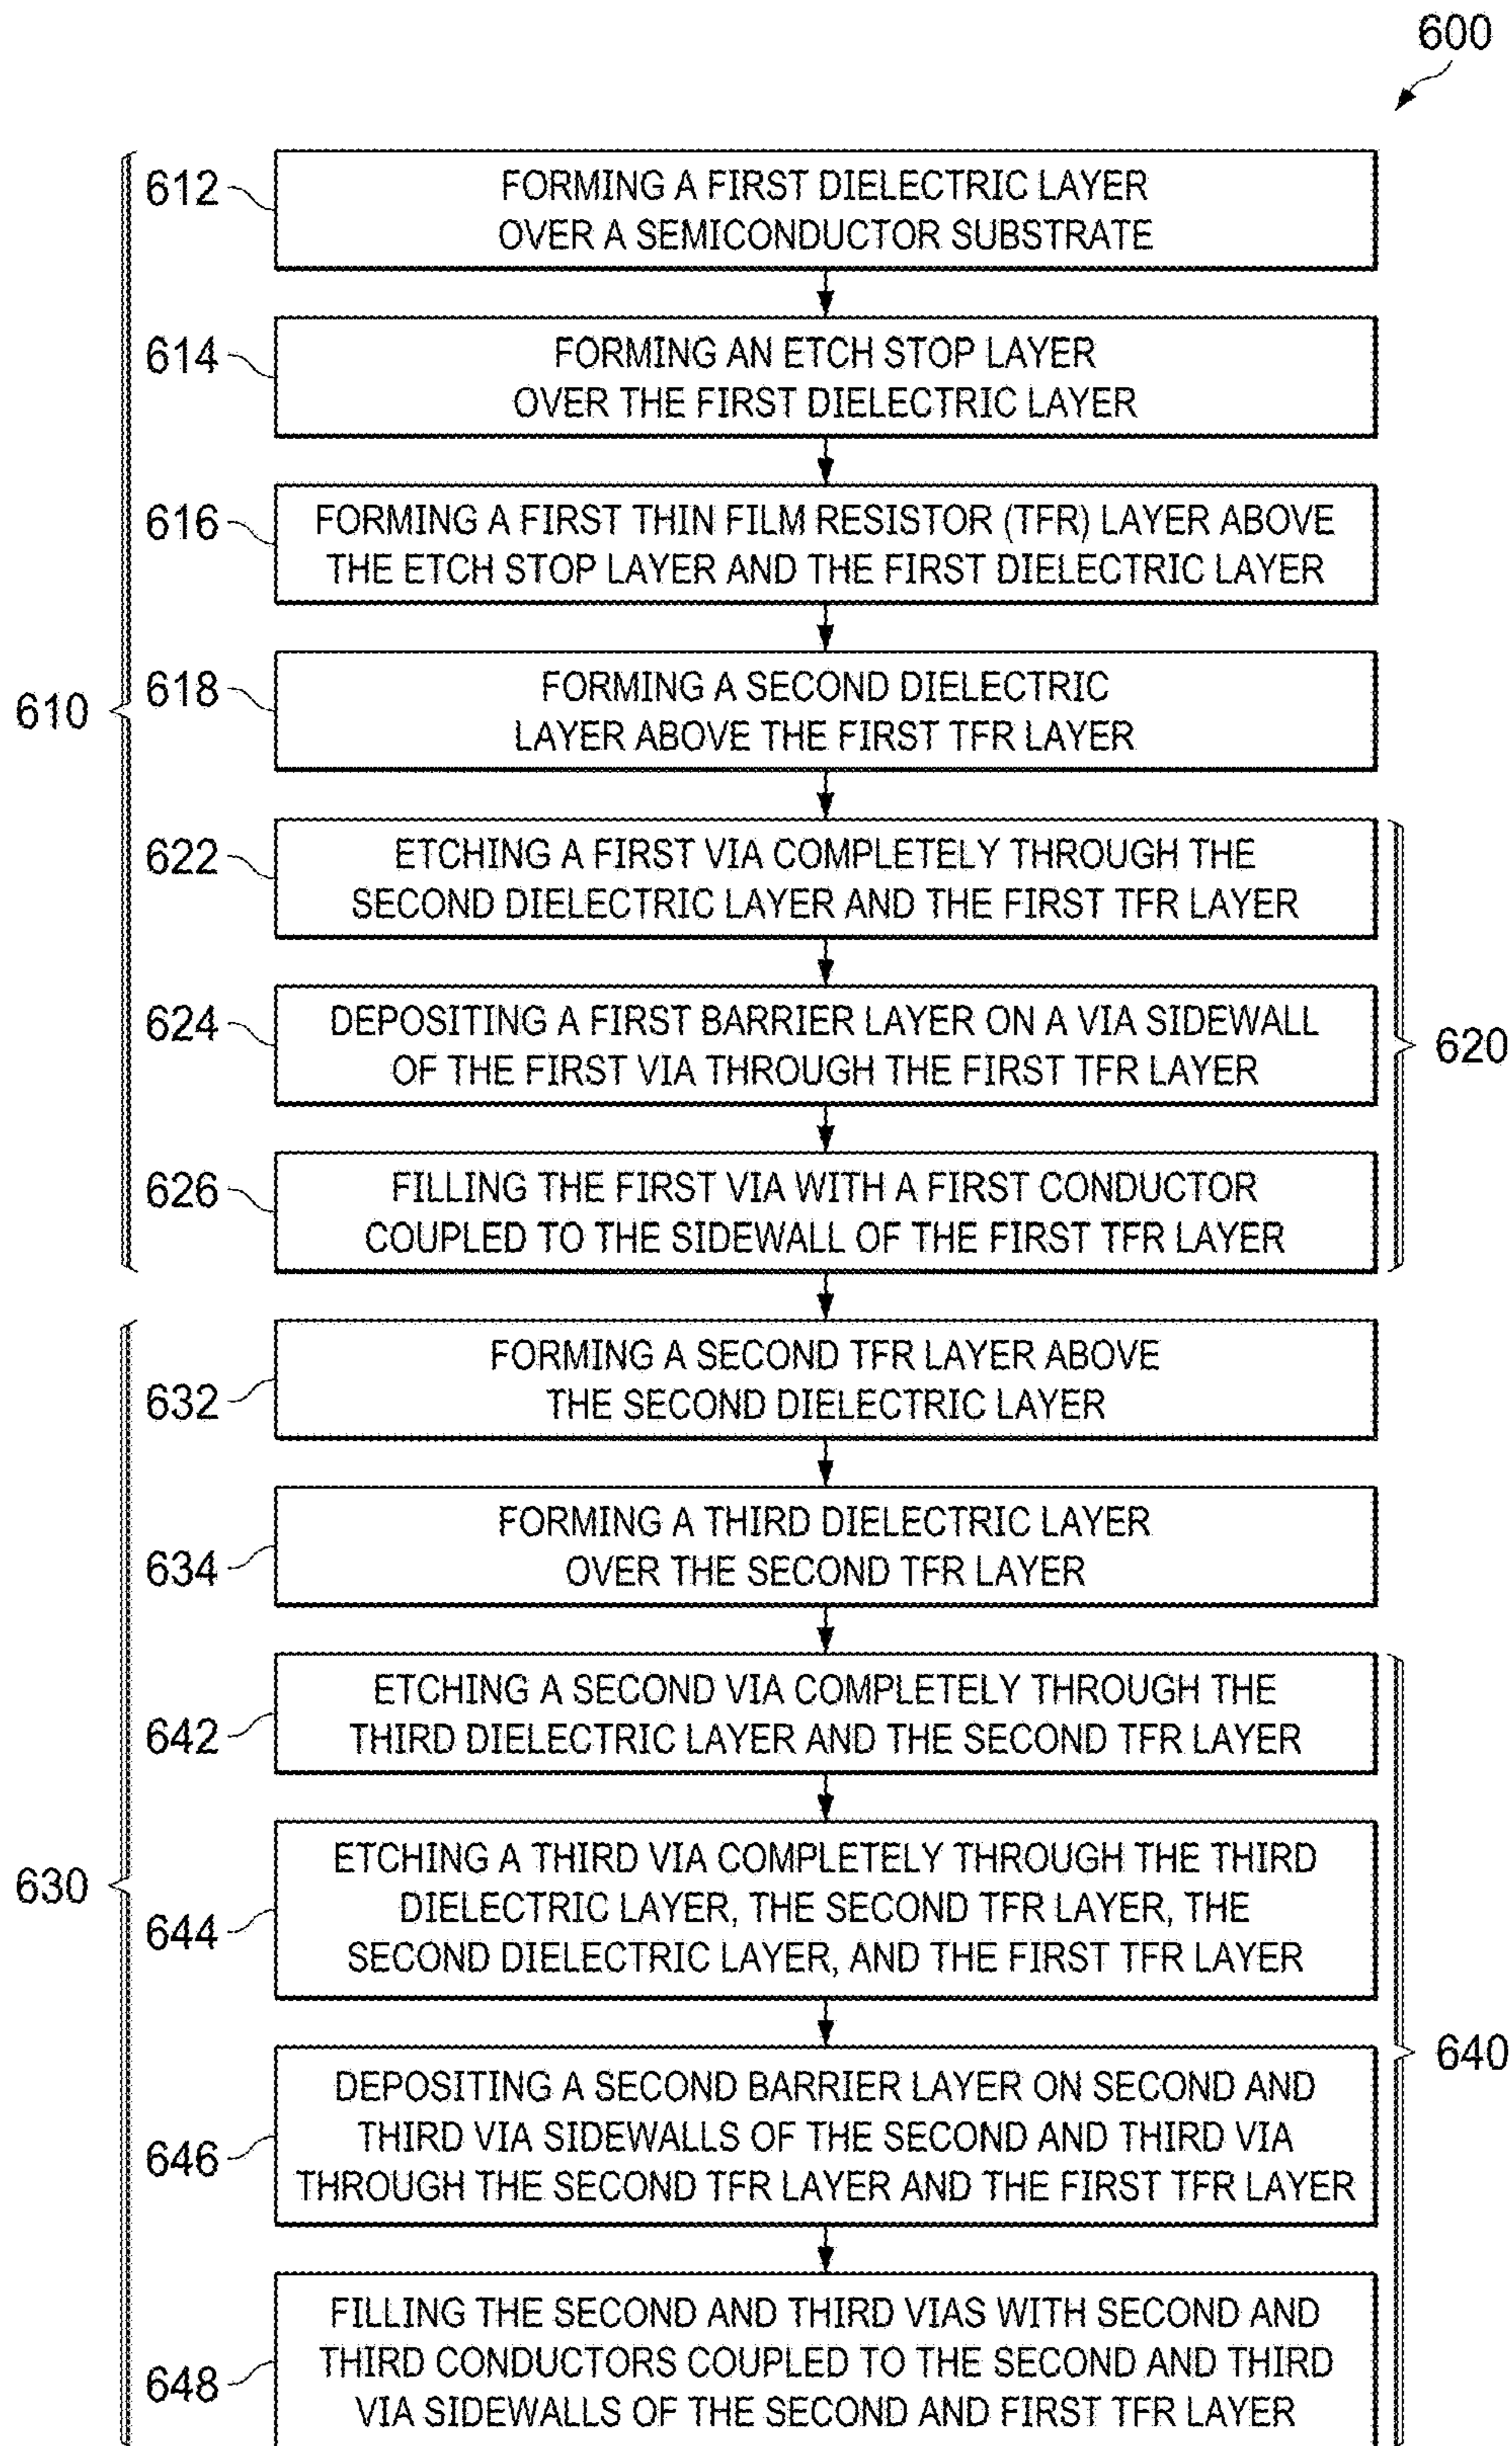 600
612
FORMING A FIRST DIELECTRIC LAYER
OVER A SEMICONDUCTOR SUBSTRATE
614
FORMING AN ETCH STOP LAYER
OVER THE FIRST DIELECTRIC LAYER
616
FORMING A FIRST THIN FILM RESISTOR (TFR) LAYER ABOVE
THE ETCH STOP LAYER AND THE FIRST DIELECTRIC LAYER
610
618
FORMING A SECOND DIELECTRIC
LAYER ABOVE THE FIRST TFR LAYER
622
ETCHING A FIRST VIA COMPLETELY THROUGH THE
SECOND DIELECTRIC LAYER AND THE FIRST TFR LAYER
624
DEPOSITING A FIRST BARRIER LAYER ON A VIA SIDEWALL
OF THE FIRST VIA THROUGH THE FIRST TFR LAYER
620
626
FILLING THE FIRST VIA WITH A FIRST CONDUCTOR
COUPLED TO THE SIDEWALL OF THE FIRST TFR LAYER
632
FORMING A SECOND TFR LAYER ABOVE
THE SECOND DIELECTRIC LAYER
634
FORMING A THIRD DIELECTRIC LAYER
OVER THE SECOND TFR LAYER
642
ETCHING A SECOND VIA COMPLETELY THROUGH THE
THIRD DIELECTRIC LAYER AND THE SECOND TFR LAYER
630
644
ETCHING A THIRD VIA COMPLETELY THROUGH THE THIRD
DIELECTRIC LAYER, THE SECOND TFR LAYER, THE
SECOND DIELECTRIC LAYER, AND THE FIRST TFR LAYER
640
646
DEPOSITING A SECOND BARRIER LAYER ON SECOND AND
THIRD VIA SIDEWALLS OF THE SECOND AND THIRD VIA
THROUGH THE SECOND TFR LAYER AND THE FIRST TFR LAYER
648
FILLING THE SECOND AND THIRD VIAS WITH SECOND AND
THIRD CONDUCTORS COUPLED TO THE SECOND AND THIRD
VIA SIDEWALLS OF THE SECOND AND FIRST TFR LAYER